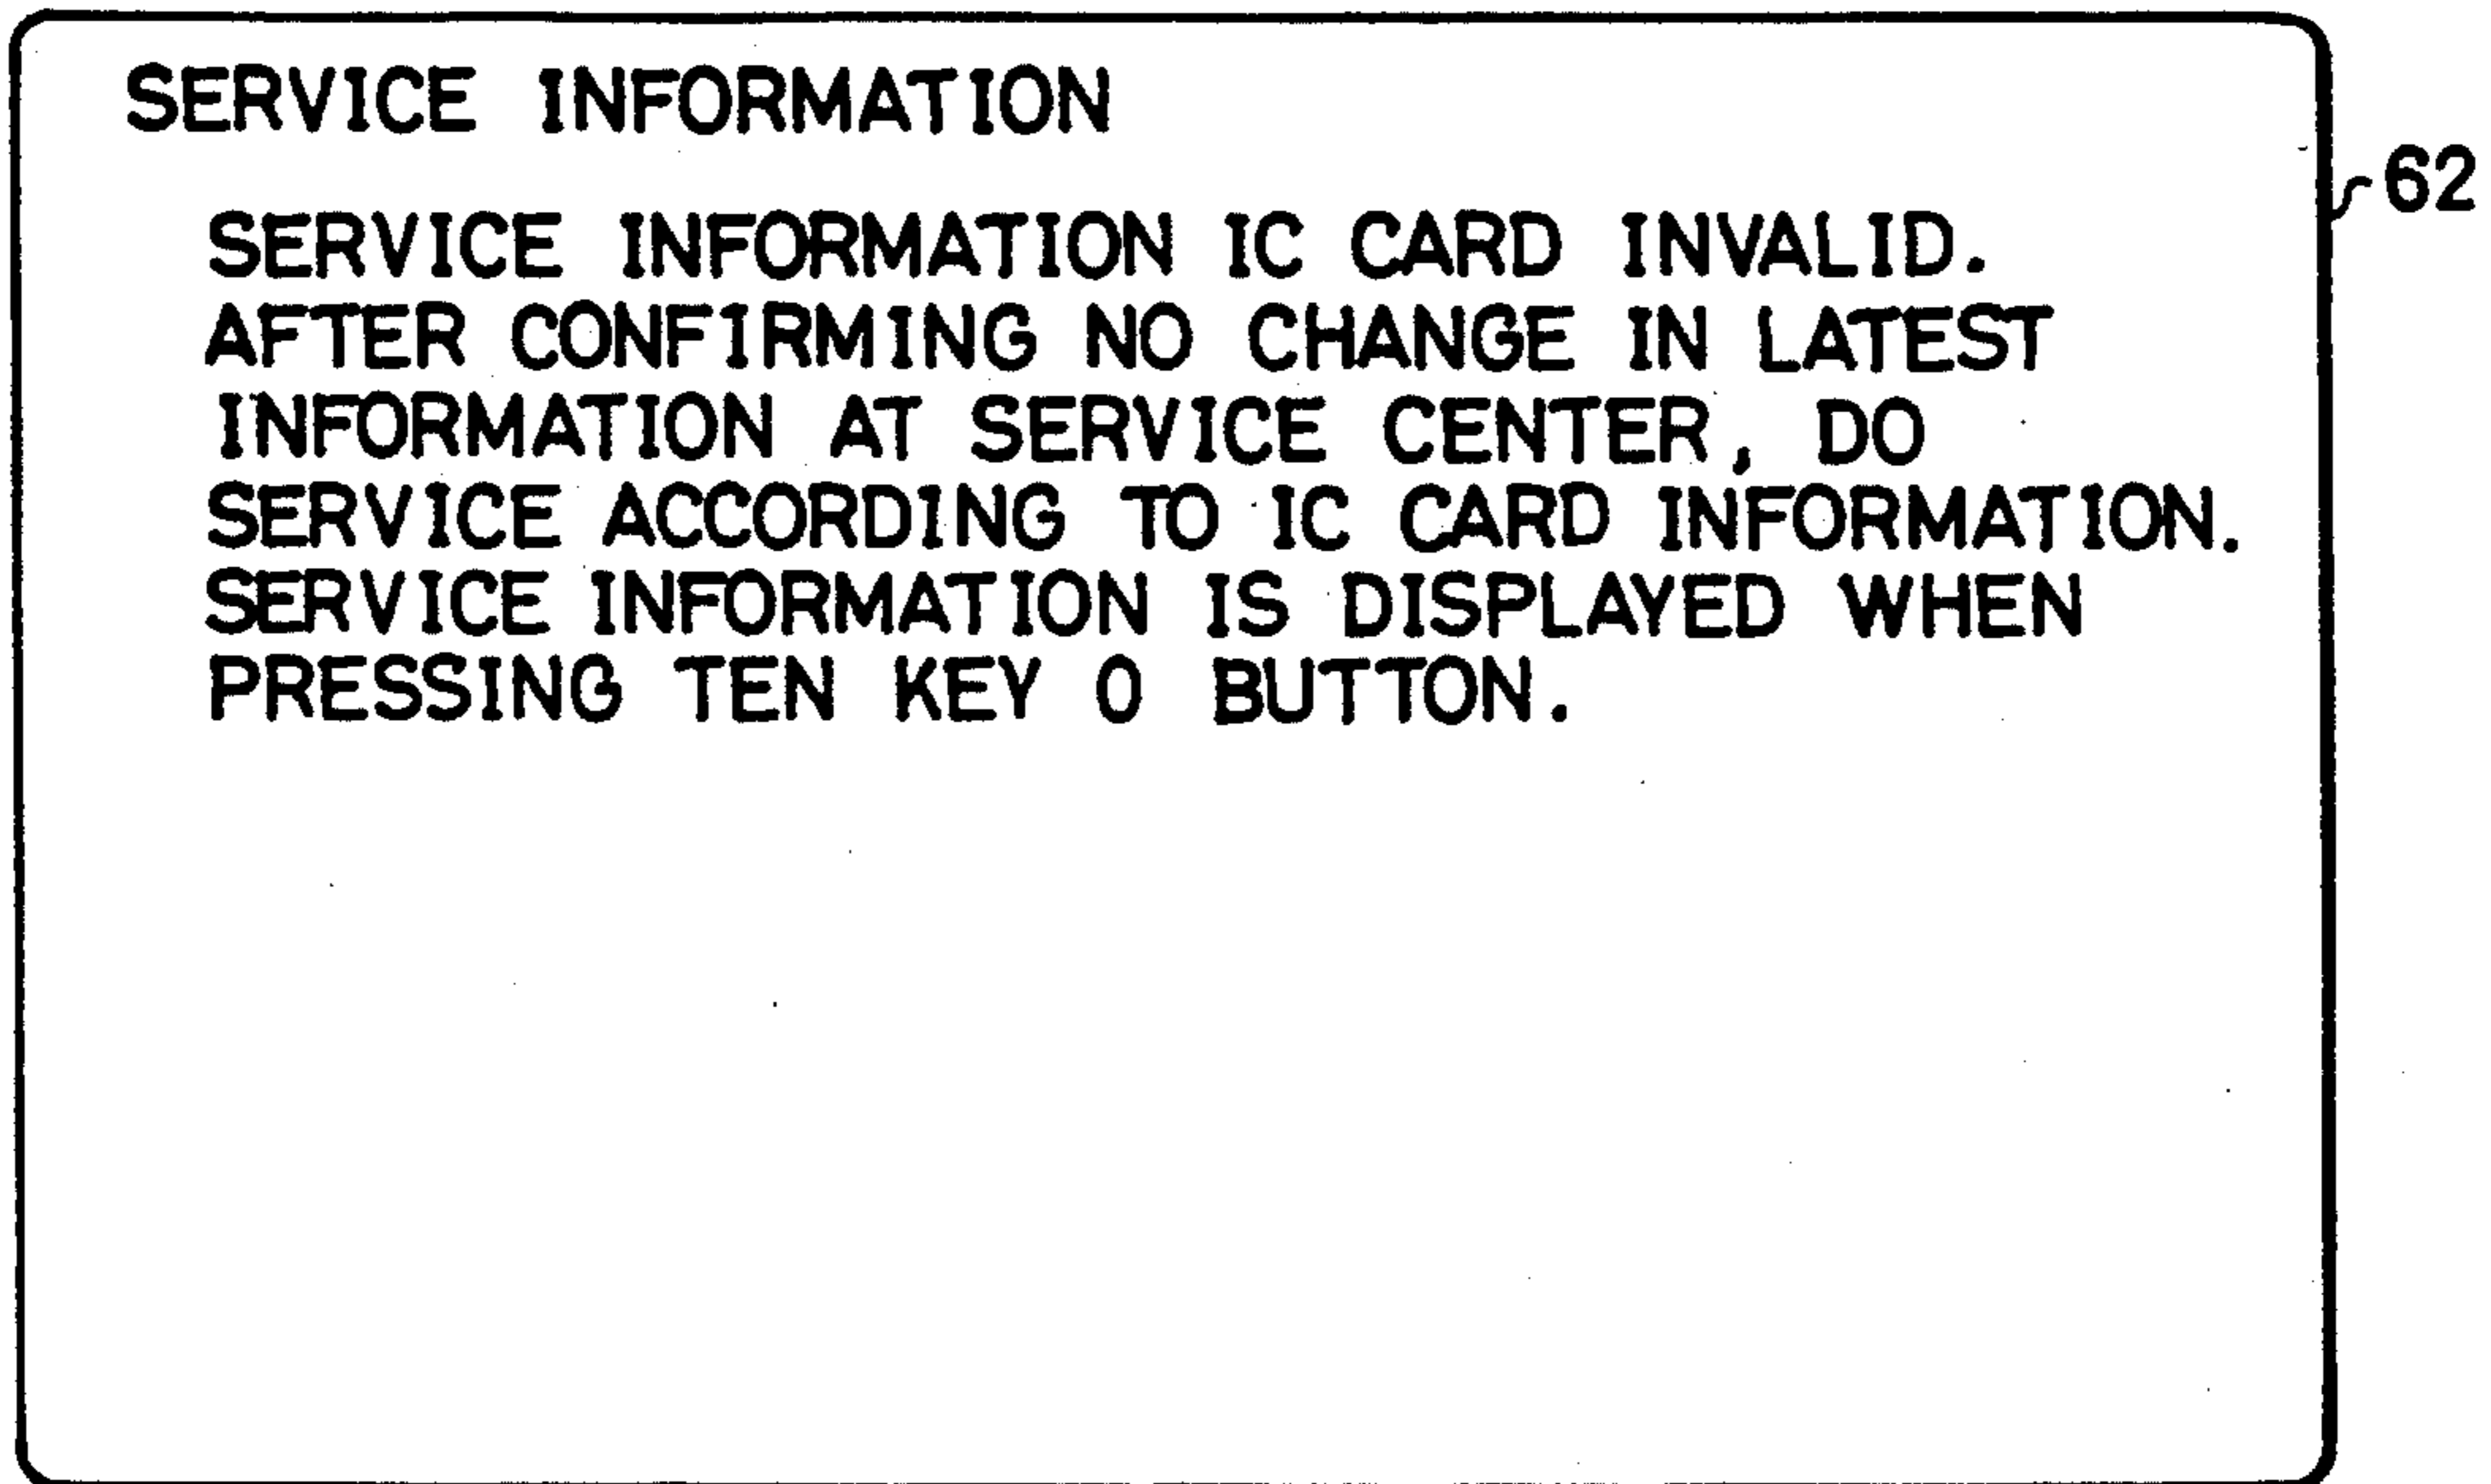 SERVICE INFORMATION
62
SERVICE INFORMATION IC CARD INVALID.
AFTER CONFIRMING NO CHANGE IN LATEST
INFORMATION AT SERVICE CENTER, DO
SERVICE ACCORDING TO IC CARD INFORMATION.
SERVICE INFORMATION IS DISPLAYED WHEN
PRESSING TEN KEY 0 BUTTON.